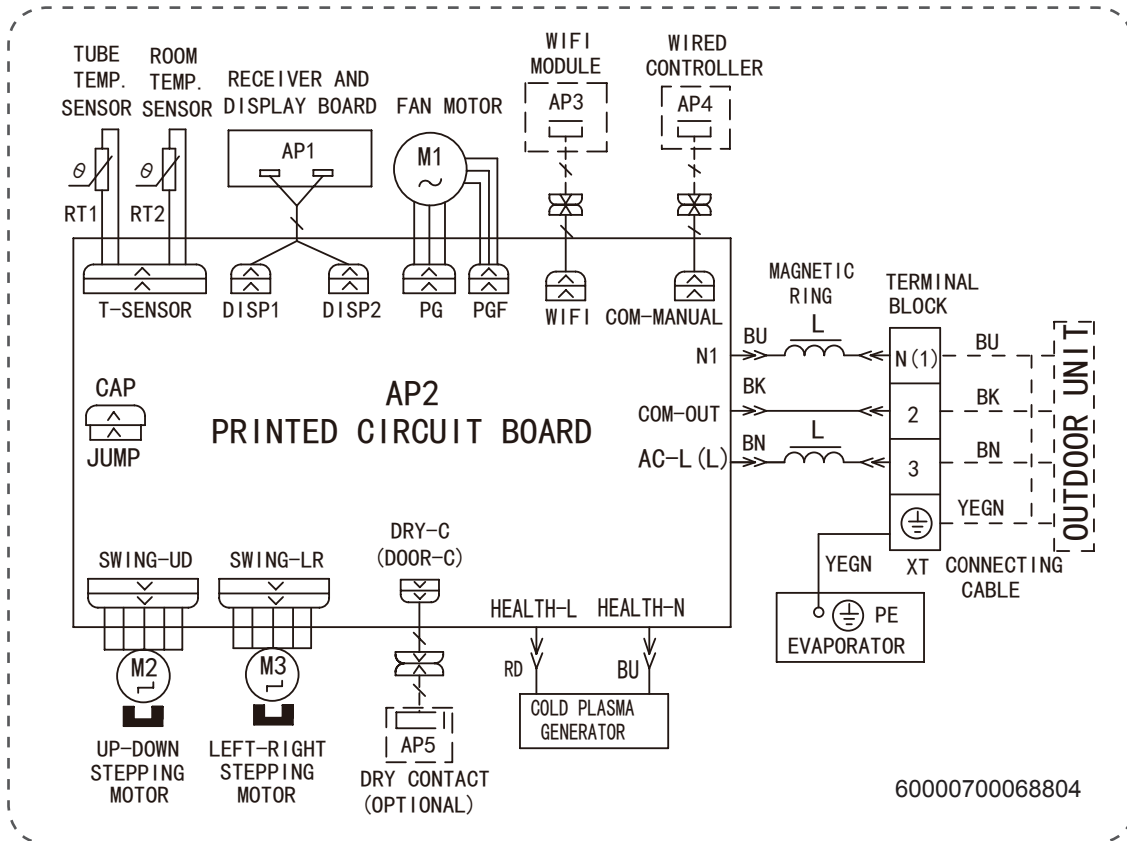 TUBE
TEMP.
SENSOR
ROOM
TEMP.
SENSOR
RECEIVER AND
DISPLAY BOARD
FAN MOTOR
WIFI
MODULE
WIRED
CONTROLLER
AP1
M1
AP3
AP4
θ
θ
RT1
RT2
T-SENSOR
DISP1
DISP2
PG
PGF
WIFI
COM-MANUAL
MAGNETIC
RING
TERMINAL
BLOCK
N1
BU
L
N(1)
BU
COM-OUT
BK
2
BK
AC-L(L)
BN
L
3
BN
YEGN
OUTDOOR UNIT
CAP
JUMP
AP2
PRINTED CIRCUIT BOARD
YEGN
XT
CONNECTING
CABLE
PE
EVAPORATOR
SWING-UD
SWING-LR
DRY-C
(DOOR-C)
HEALTH-L
HEALTH-N
M2
M3
RD
BU
COLD PLASMA
GENERATOR
AP5
UP-DOWN
STEPPING
MOTOR
LEFT-RIGHT
STEPPING
MOTOR
DRY CONTACT
(OPTIONAL)
60000700068804